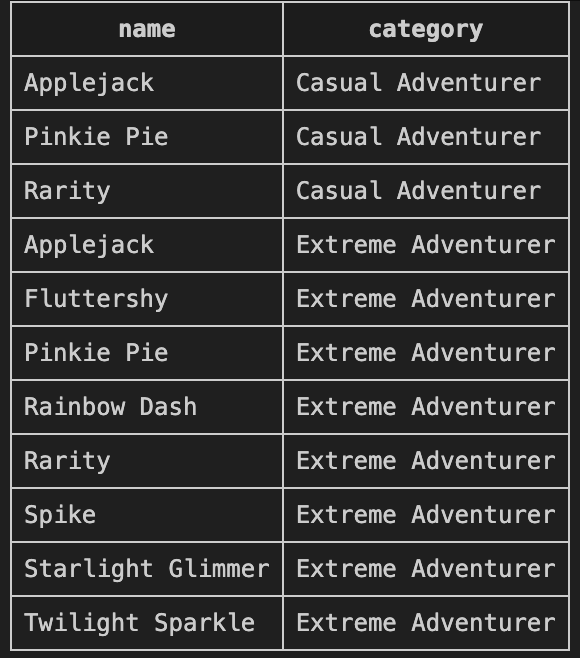 name category
Applejack Casual Adventurer
Pinkie Pie Casual Adventurer
Rarity Casual Adventurer
Applejack Extreme Adventurer
Fluttershy Extreme Adventurer
Pinkie Pie Extreme Adventurer
Rainbow Dash Extreme Adventurer
Rarity Extreme Adventurer
Spike Extreme Adventurer
Starlight Glimmer Extreme Adventurer
Twilight Sparkle Extreme Adventurer